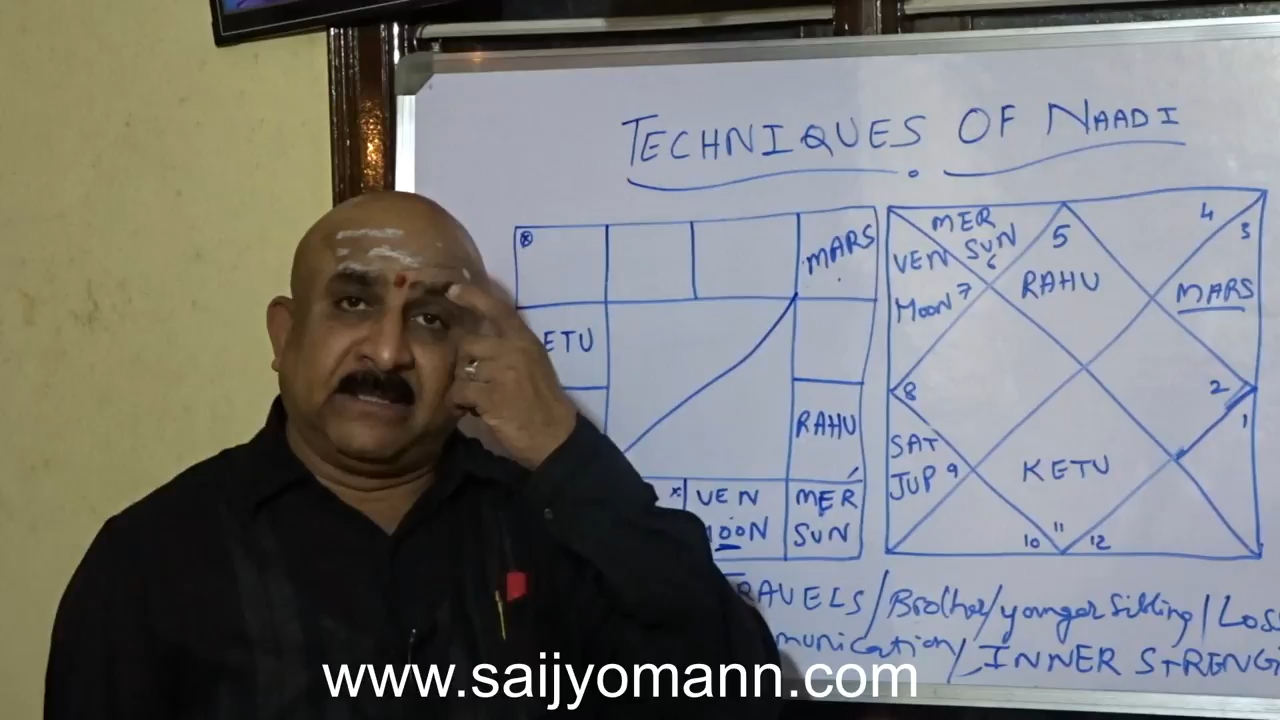 TECHNIQUES OF NAADI
MARS
ETU
RAHU
VEN
MER
OON
SUN
MER
VEN SUN
6
MOON 7
5
RAHU
4
3
MARS
8
2
1
SAT
JUP 9
KETU
10 11 12
RAVELS / Brother / younger sibling / Los
munication / INNER STRENG
www.saijyomann.com